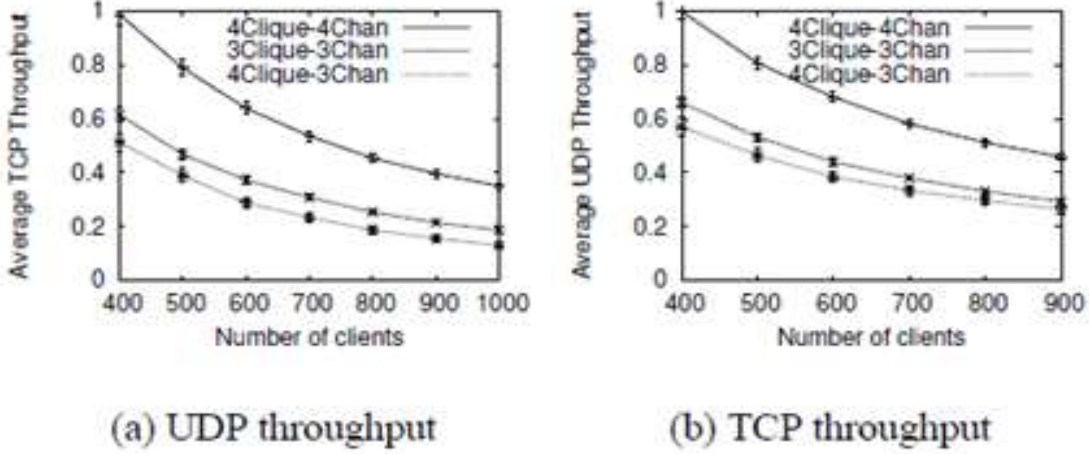 Average TCP Throughput
1
0.8
0.6
0.4
0.2
0
4Clique-4Chan
3Clique-3Chan
4Clique-3Chan
400 500 600 700 800 900 1000
Number of clients
(a) UDP throughput
Average UDP Throughput
1
0.8
0.6
0.4
0.2
0
4Clique-4Chan
3Clique-3Chan
4Clique-3Chan
400 500 600 700 800 900
Number of clients
(b) TCP throughput